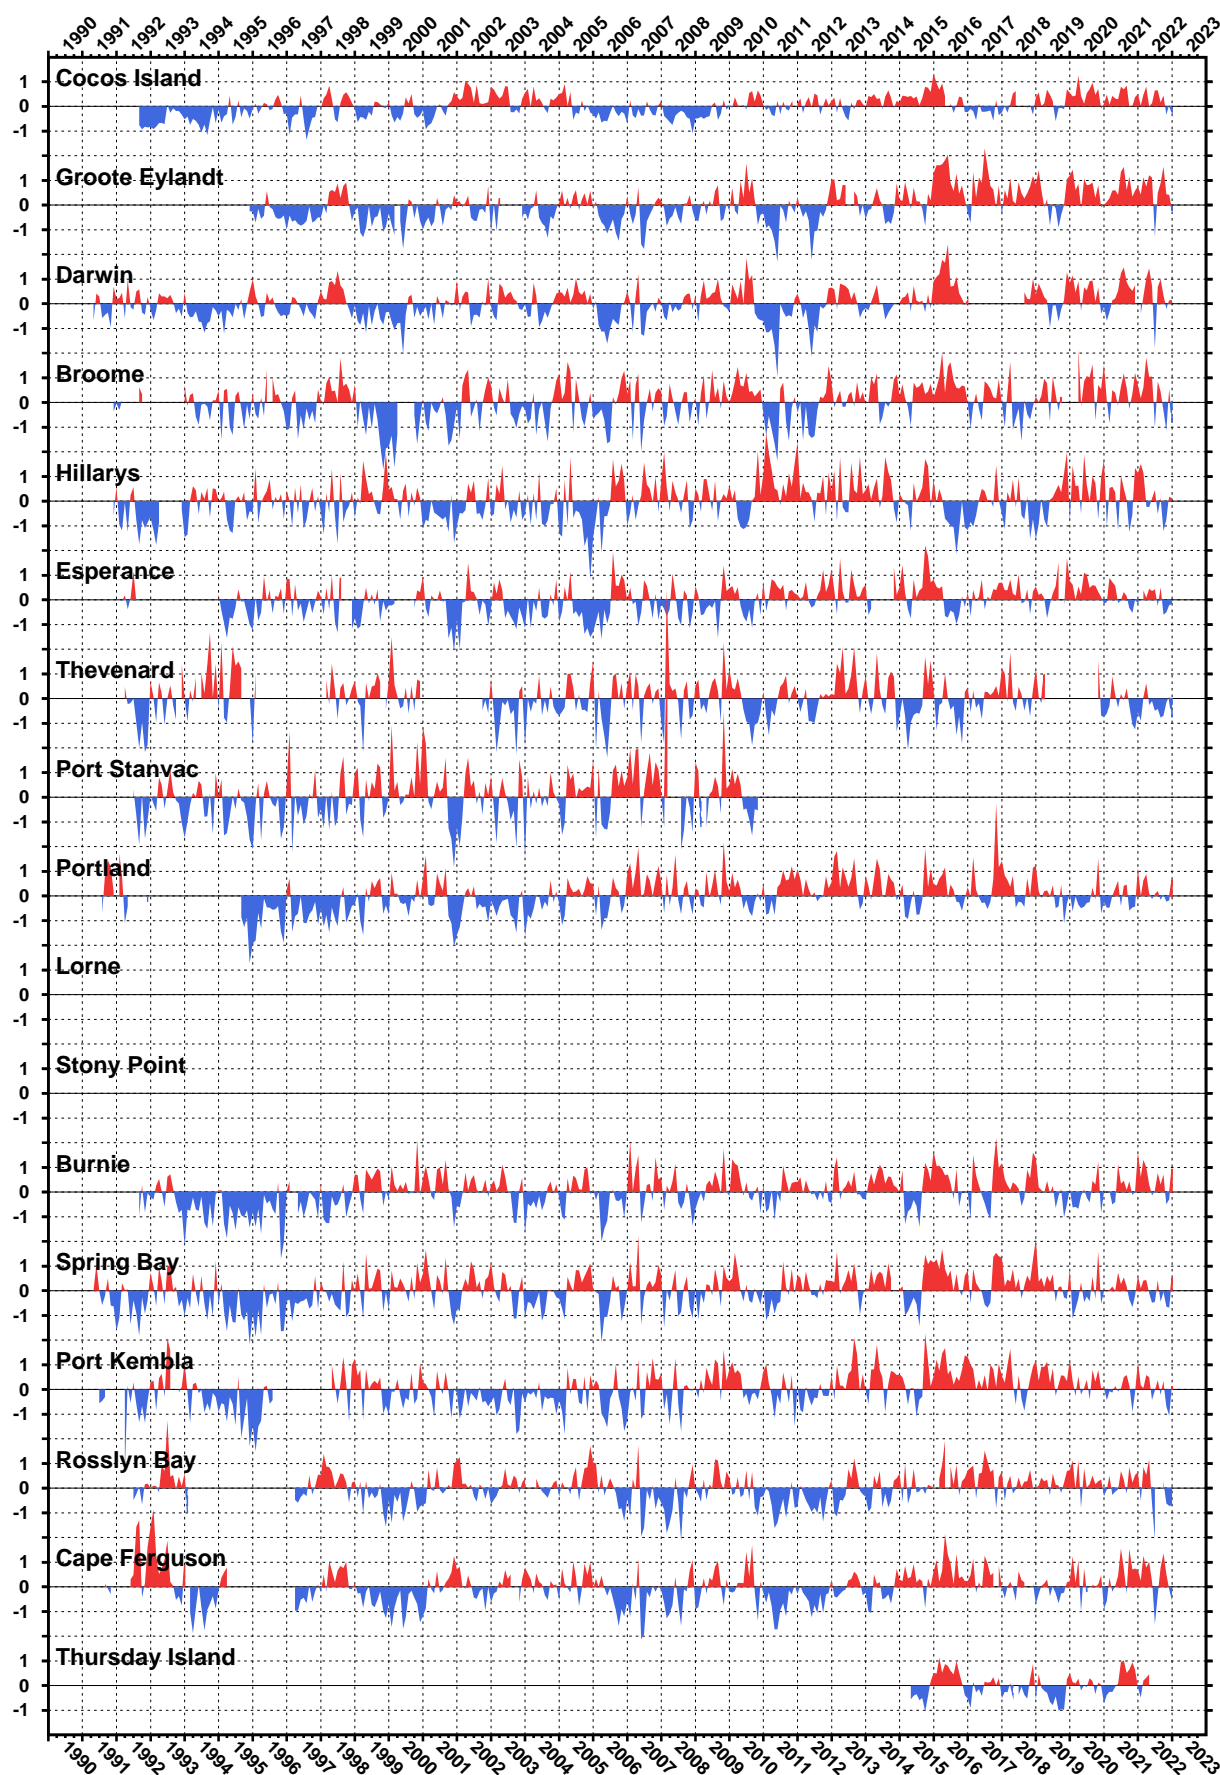 1990 1991 1992 1993 1994 1995 1996 1997 1998 1999 2000 2001 2002 2003 2004 2005 2006 2007 2008 2009 2010 2011 2012 2013 2014 2015 2016 2017 2018 2019 2020 2021 2022 2023
1 Cocos Island
0
-1
1 Groote Eylandt
0
-1
1 Darwin
0
-1
1 Broome
0
-1
1 Hillarys
0
-1
1 Esperance
0
-1
1 Thevenard
0
-1
1 Port Stanvac
0
-1
1 Portland
0
-1
1 Lorne
0
-1
1 Stony Point
0
-1
1 Burnie
0
-1
1 Spring Bay
0
-1
1 Port Kembla
0
-1
1 Rosslyn Bay
0
-1
1 Cape Ferguson
0
-1
1 Thursday Island
0
-1
1990 1991 1992 1993 1994 1995 1996 1997 1998 1999 2000 2001 2002 2003 2004 2005 2006 2007 2008 2009 2010 2011 2012 2013 2014 2015 2016 2017 2018 2019 2020 2021 2022 2023